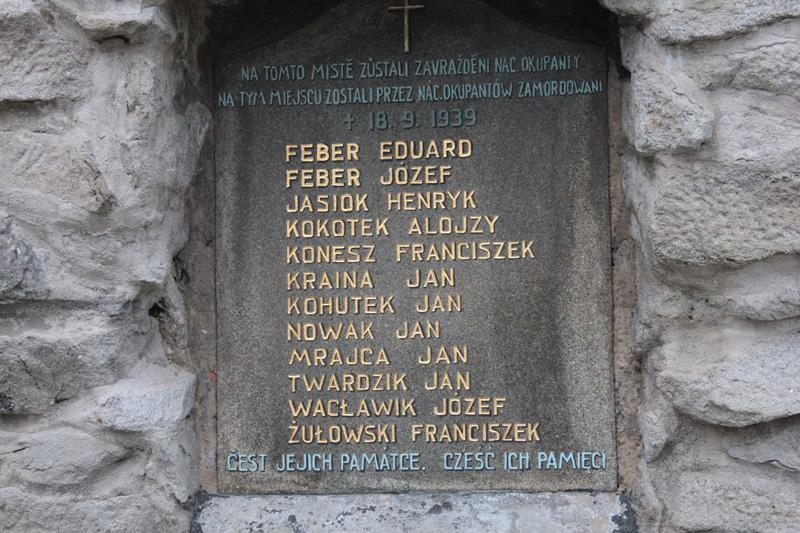 NA TOMTO MÍSTĚ ZŮSTALI ZAVRAŽDĚNI NAC. OKUPANTY
NA TYM MIEJSCU ZOSTALI PRZEZ NÁC. OKUPANTÓW ZAMORDOWANI
† 18. 9. 1939
FEBER EDUARD
FEBER JÓZEF
JASIOK HENRYK
KOKOTEK ALOJZY
KONESZ FRANCISZEK
KRAINA JAN
KOHUTEK JAN
NOWAK JAN
MRAJCA JAN
TWARDZIK JAN
WACŁAWIK JÓZEF
ŻUŁOWSKI FRANCISZEK
ČEST JEJICH PAMÁTCE. CZEŚĆ ICH PAMIĘCI